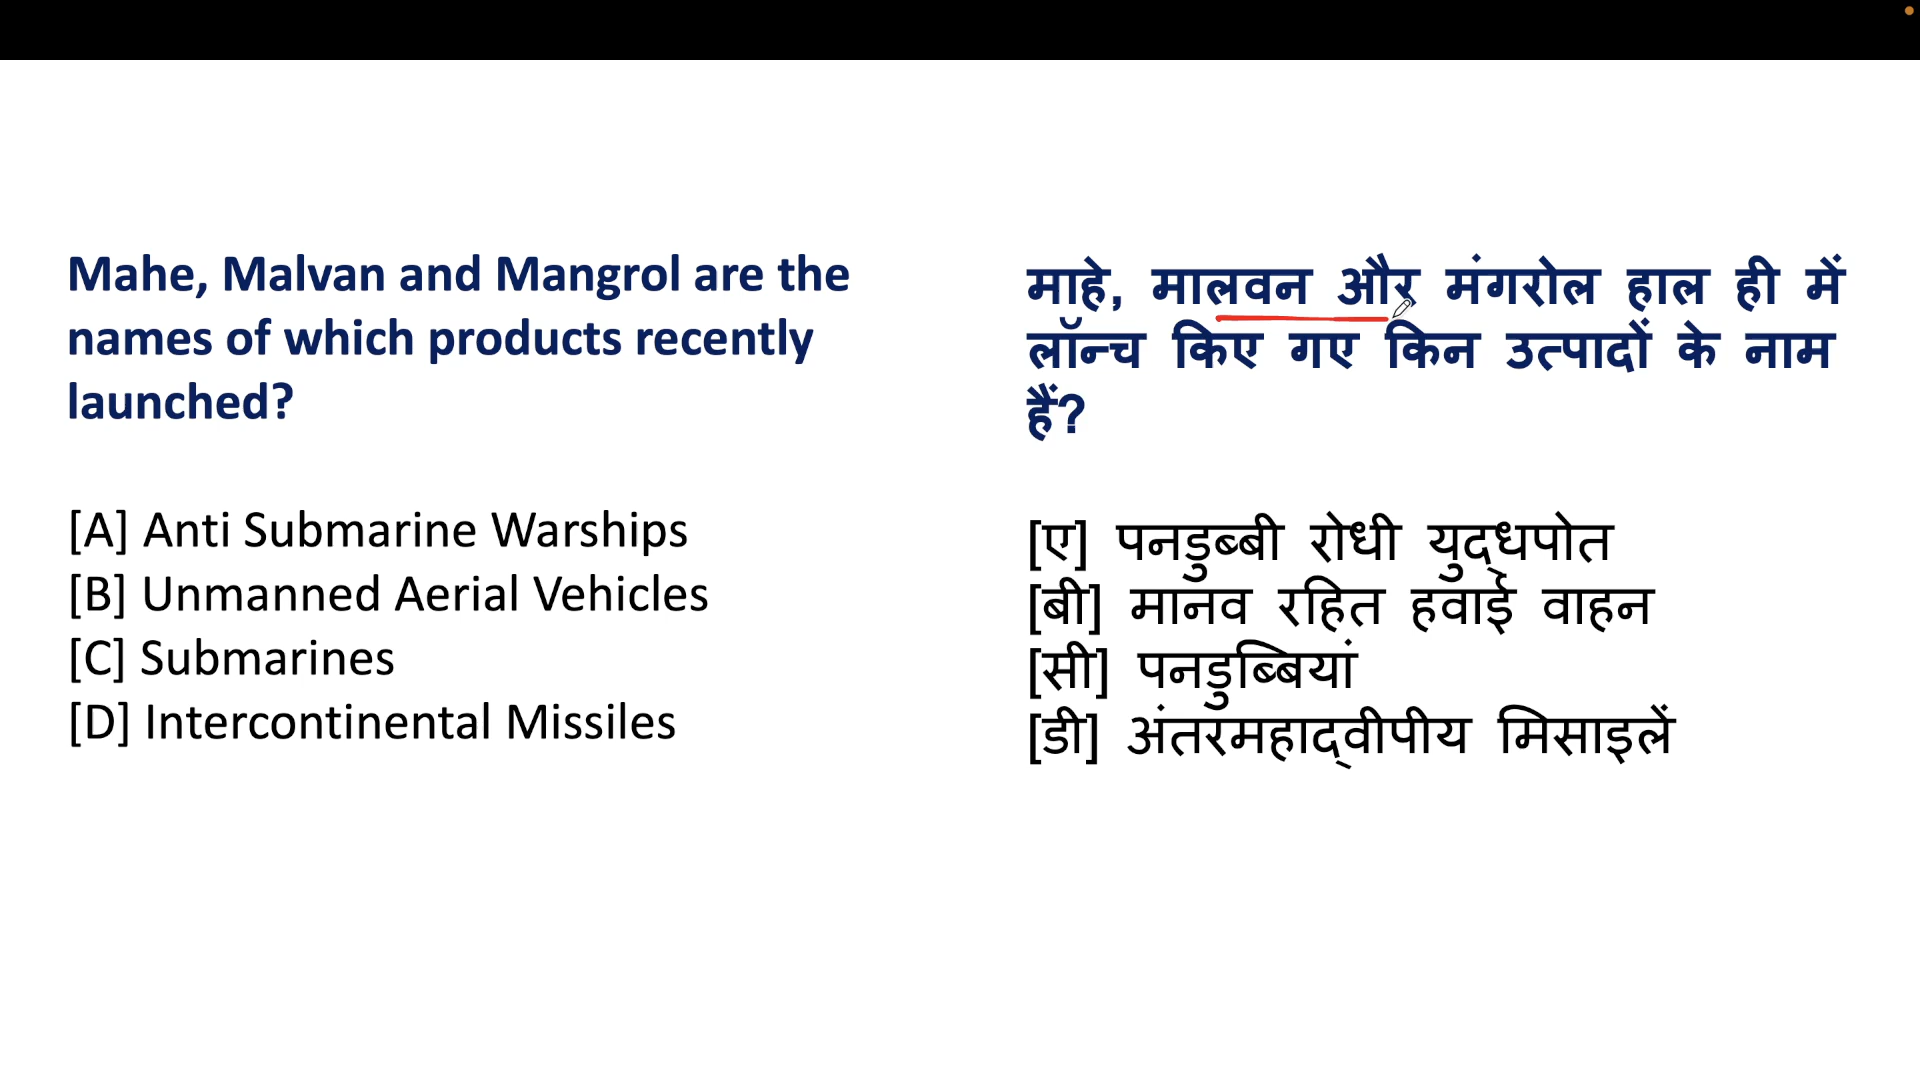 Mahe, Malvan and Mangrol are the
names of which products recently
launched?
[A] Anti Submarine Warships
[B] Unmanned Aerial Vehicles
[C] Submarines
[D] Intercontinental Missiles
माहे, मालवन और मंगरोल हाल ही में
लॉन्च किए गए किन उत्पादों के नाम
हैं?
[ए] पनडुब्बी रोधी युद्धपोत
[बी] मानव रहित हवाई वाहन
[सी] पनडुब्बियां
[डी] अंतरमहाद्वीपीय मिसाइलें